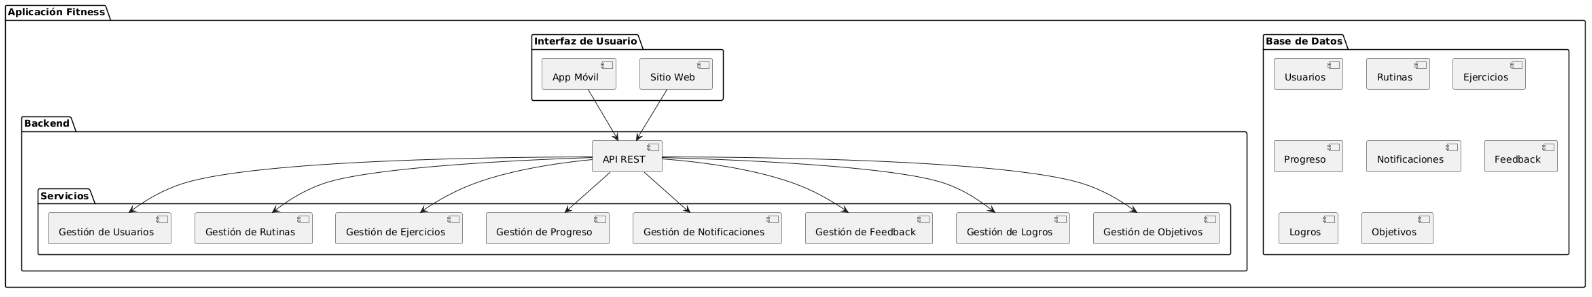 Aplicación Fitness
Interfaz de Usuario
App Móvil
Sitio Web
Backend
API REST
Servicios
Gestión de Usuarios
Gestión de Rutinas
Gestión de Ejercicios
Gestión de Progreso
Gestión de Notificaciones
Gestión de Feedback
Gestión de Logros
Gestión de Objetivos
Base de Datos
Usuarios
Rutinas
Ejercicios
Progreso
Notificaciones
Feedback
Logros
Objetivos